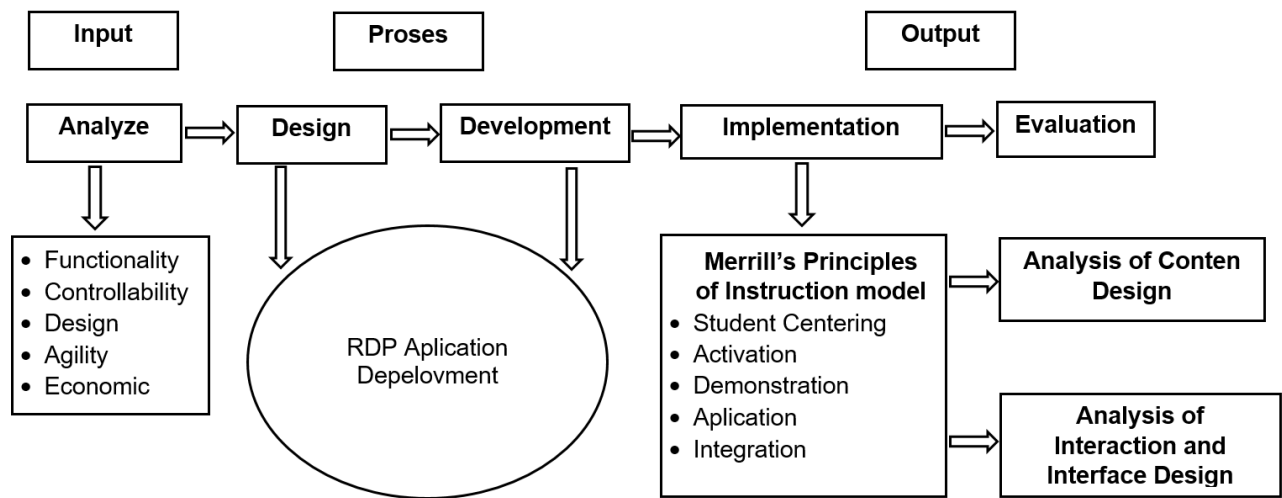 Input
Proses
Output
Analyze
Design
Development
Implementation
Evaluation
• Functionality
• Controllability
• Design
• Agility
• Economic
RDP Aplication
Depelovment
Merrill’s Principles
of Instruction model
• Student Centering
• Activation
• Demonstration
• Aplication
• Integration
Analysis of Conten
Design
Analysis of
Interaction and
Interface Design